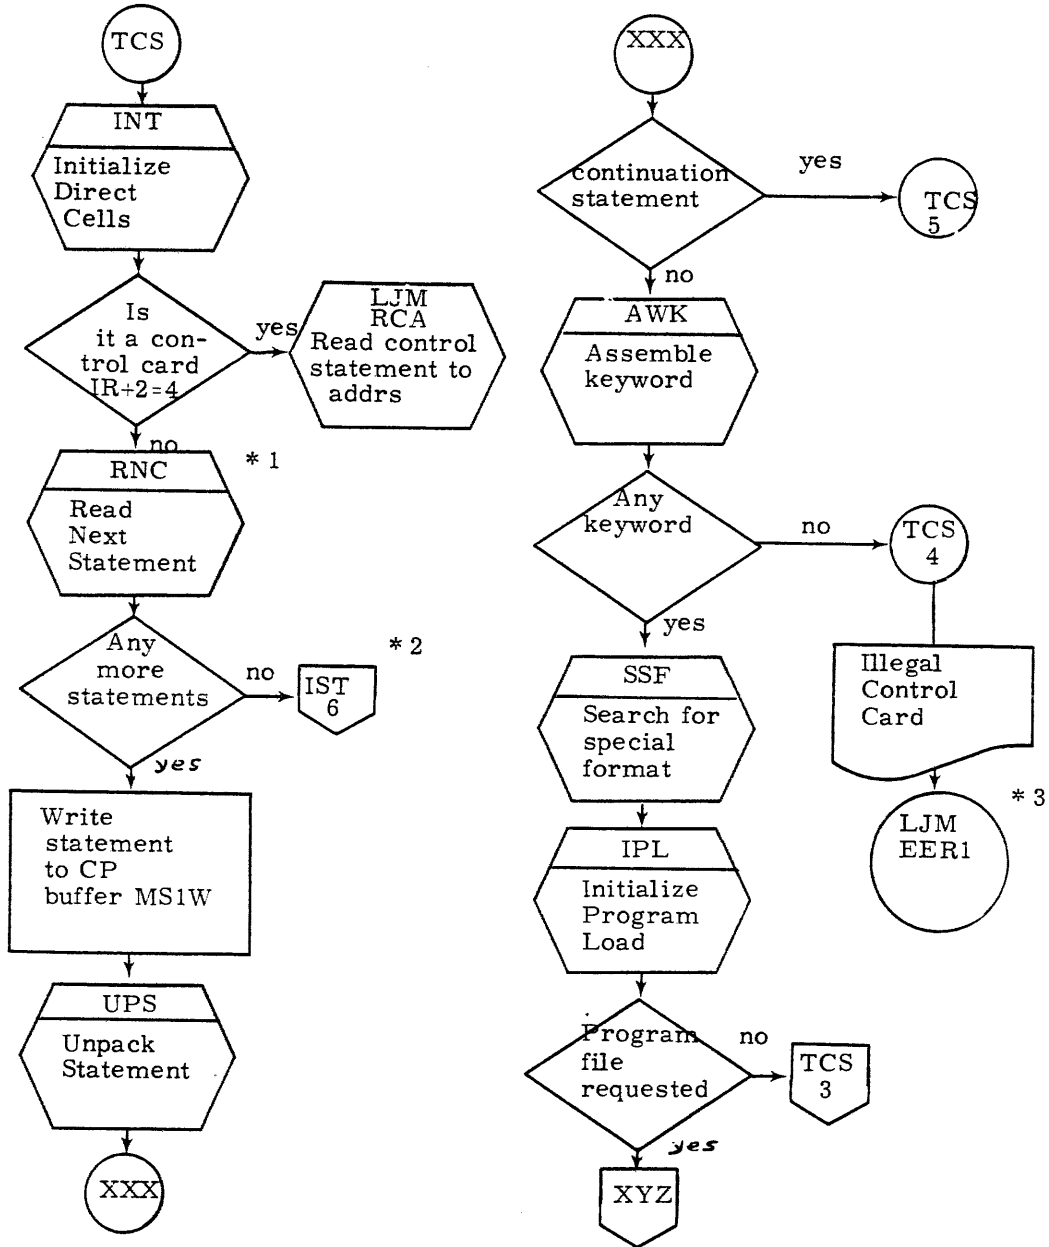 TCS
INT
Initialize
Direct
Cells
Is
it a con-
trol card
IR+2=4
yes
LJM
RCA
Read control
statement to
addrs
no
RNC
* 1
Read
Next
Statement
Any
more
statements
no
* 2
IST
6
yes
Write
statement
to CP
buffer MS1W
UPS
Unpack
Statement
XXX
XXX
continuation
statement
yes
TCS
5
no
AWK
Assemble
keyword
Any
keyword
no
TCS
4
yes
Illegal
Control
Card
* 3
LJM
EER1
SSF
Search for
special
format
IPL
Initialize
Program
Load
Program
file
requested
no
TCS
3
yes
XYZ